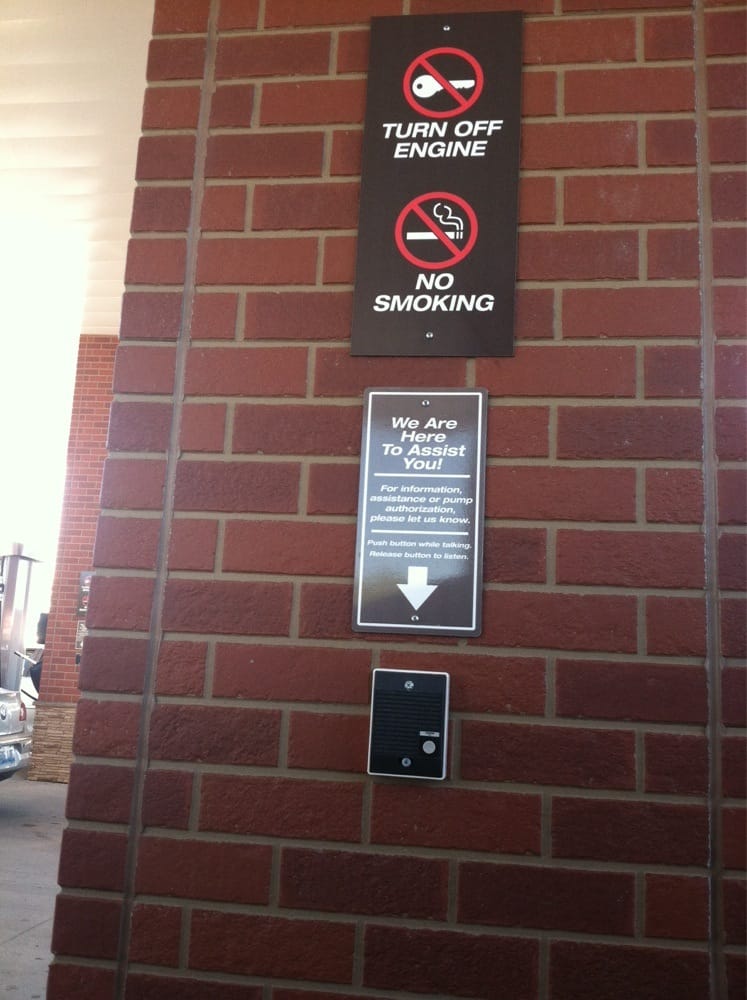 TURN OFF
ENGINE
NO
SMOKING
We Are
Here
To Assist
You!
For information,
assistance or pump
authorization,
please let us know.
Push button while talking.
Release button to listen.